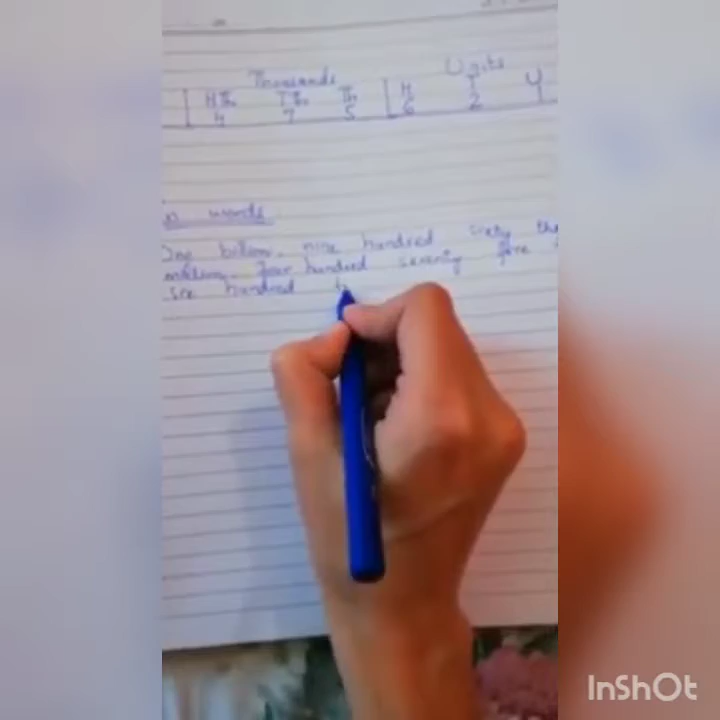 Thousands Units
H Th T Th Th H T U
4 7 5 6 2
In words
One billion, nine hundred sixty
million, four hundred seventy five
six hundred
InShOt